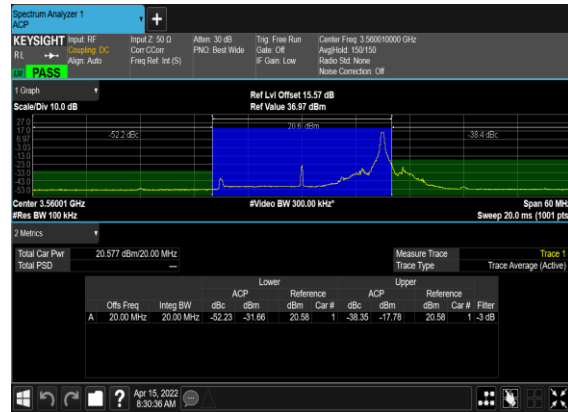 Spectrum Analyzer 1
ACP
+
KEYSIGHT Input: RF Input Z: 50 Ω Atten: 30 dB Trig: Free Run Center Freq: 3.560010000 GHz
RL Coupling: DC Corr CCorr PNO: Best Wide Gate: Off Avg|Hold: 150/150
Align: Auto Freq Ref: Int (S) IF Gain: Low Radio Std: None
Noise Correction: Off
PASS
1 Graph Ref Lvl Offset 15.57 dB
Scale/Div 10.0 dB Ref Value 36.97 dBm
27.0
17.0 20.6 dBm
6.97 -52.2 dBc -38.4 dBc
-3.03
-13.0
-23.0
-33.0
-43.0
-53.0
Center 3.56001 GHz #Video BW 300.00 kHz* Span 60 MHz
#Res BW 100 kHz Sweep 20.0 ms (1001 pts)
2 Metrics
Total Car Pwr 20.577 dBm/20.00 MHz Measure Trace Trace 1
Total PSD --- Trace Type Trace Average (Active)
Lower Upper
ACP Reference ACP Reference
Offs Freq Integ BW dBc dBm dBm Car # dBc dBm dBm Car # Filter
A 20.00 MHz 20.00 MHz -52.23 -31.66 20.58 1 -38.35 -17.78 20.58 1 -3 dB
? Apr 15, 2022
8:30:36 AM